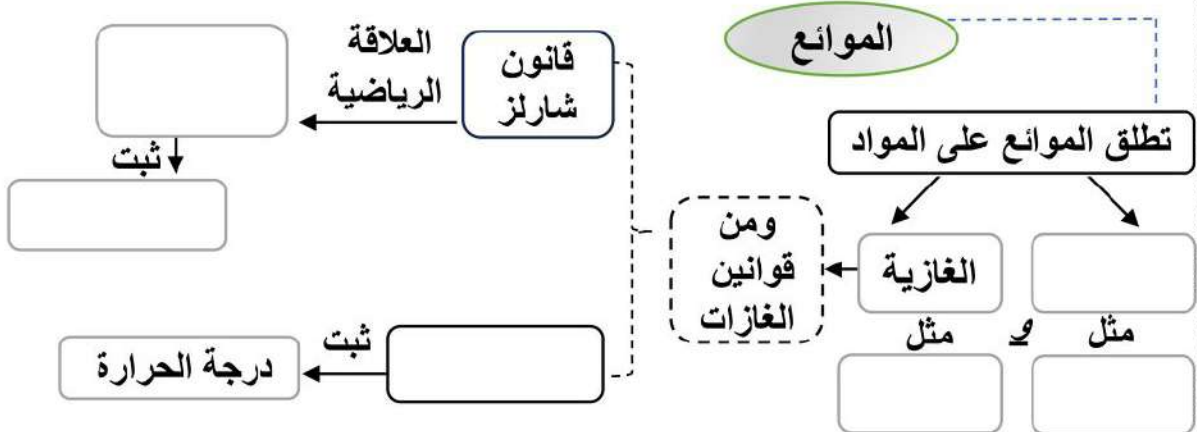 الموائع
تطلق الموائع على المواد
الغازية
و
مثل
مثل
ومن
قوانين
الغازات
قانون
شارلز
العلاقة
الرياضية
ثبت
ثبت
درجة الحرارة